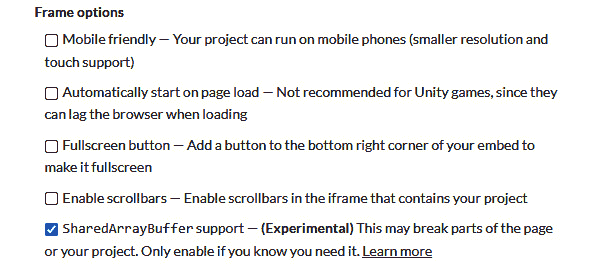 Frame options
Mobile friendly — Your project can run on mobile phones (smaller resolution and
touch support)
Automatically start on page load — Not recommended for Unity games, since they
can lag the browser when loading
Fullscreen button — Add a button to the bottom right corner of your embed to
make it fullscreen
Enable scrollbars — Enable scrollbars in the iframe that contains your project
SharedArrayBuffer support — (Experimental) This may break parts of the page
or your project. Only enable if you know you need it. Learn more